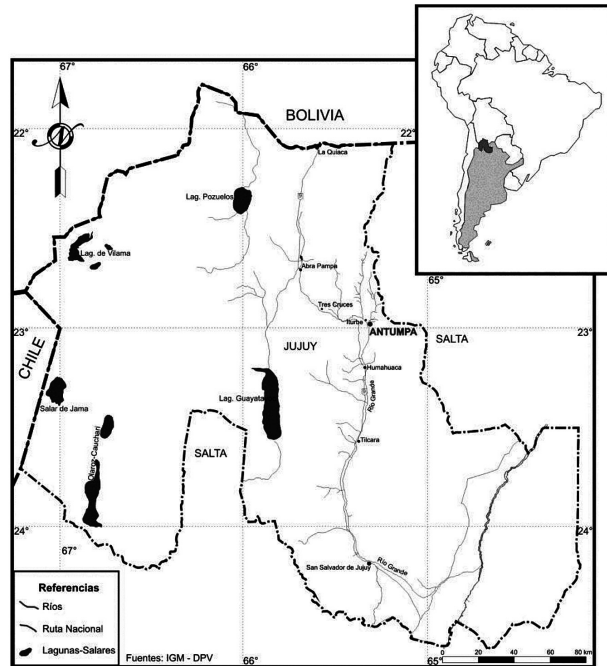 67°
66°
BOLIVIA
22°
22°
La Quiaca
Lag. Pozuelos
Lag. de Vilama
Abra Pampa
65°
Tres Cruces
Iturbe
ANTUMPA
23°
23°
CHILE
JUJUY
SALTA
Humahuaca
Salar de Jama
Lag. Guayata
Río Grande
Olaroz-Cauchari
SALTA
Tilcara
24°
24°
67°
Río Grande
San Salvador de Jujuy
Referencias
Ríos
Ruta Nacional
Lagunas-Salares
Fuentes: IGM - DPV
66°
65°
0 20 40 60 80 km